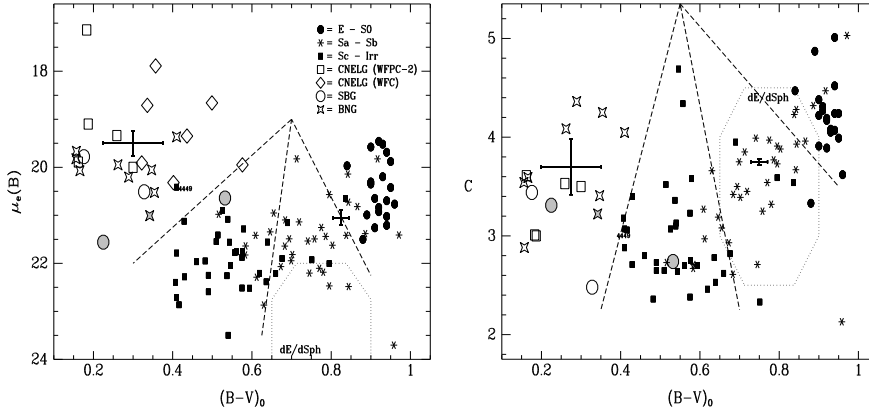 = E - S0
= Sa - Sb
= Sc - Irr
= CNELG (WFPC-2)
= CNELG (WFC)
= SBG
= BNG
18
20
22
24
μe(B)
4449
dE/dSph
0.2
0.4
0.6
0.8
1
(B-V)0
5
4
3
2
C
dE/dSph
4449
0.2
0.4
0.6
0.8
1
(B-V)0